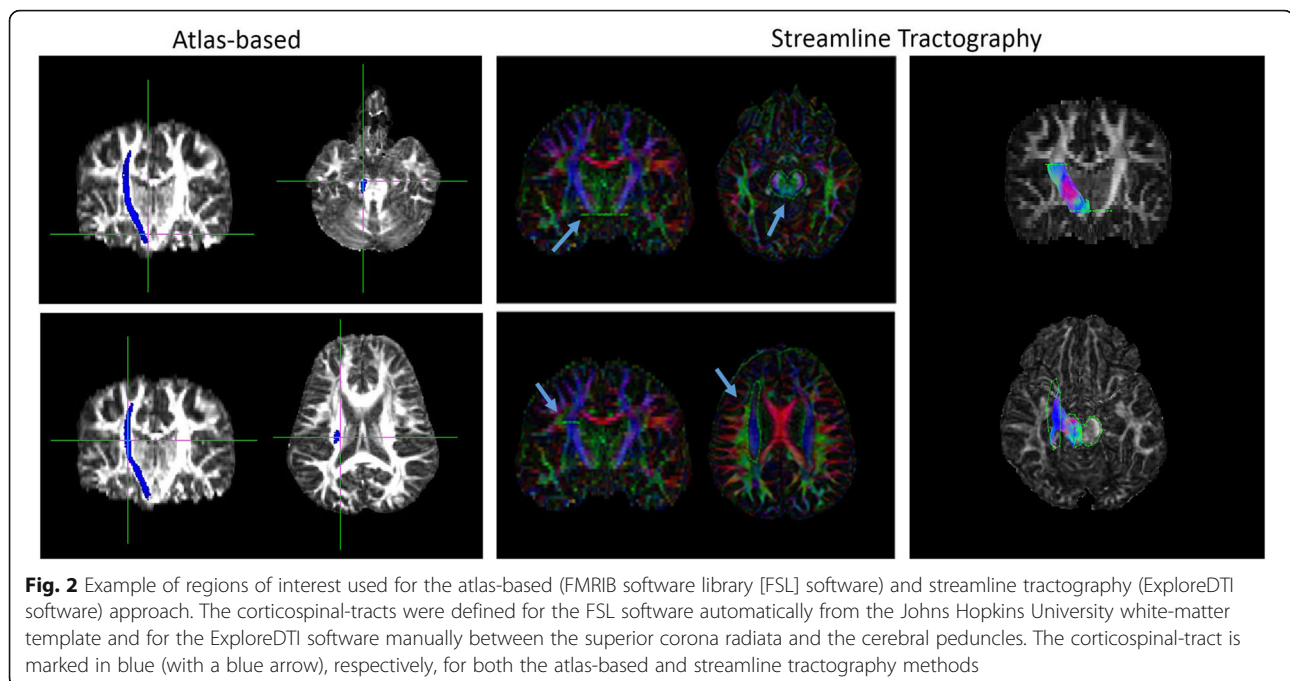 Atlas-based
Streamline Tractography
Fig. 2 Example of regions of interest used for the atlas-based (FMRIB software library [FSL] software) and streamline tractography (ExploreDTI
software) approach. The corticospinal-tracts were defined for the FSL software automatically from the Johns Hopkins University white-matter
template and for the ExploreDTI software manually between the superior corona radiata and the cerebral peduncles. The corticospinal-tract is
marked in blue (with a blue arrow), respectively, for both the atlas-based and streamline tractography methods